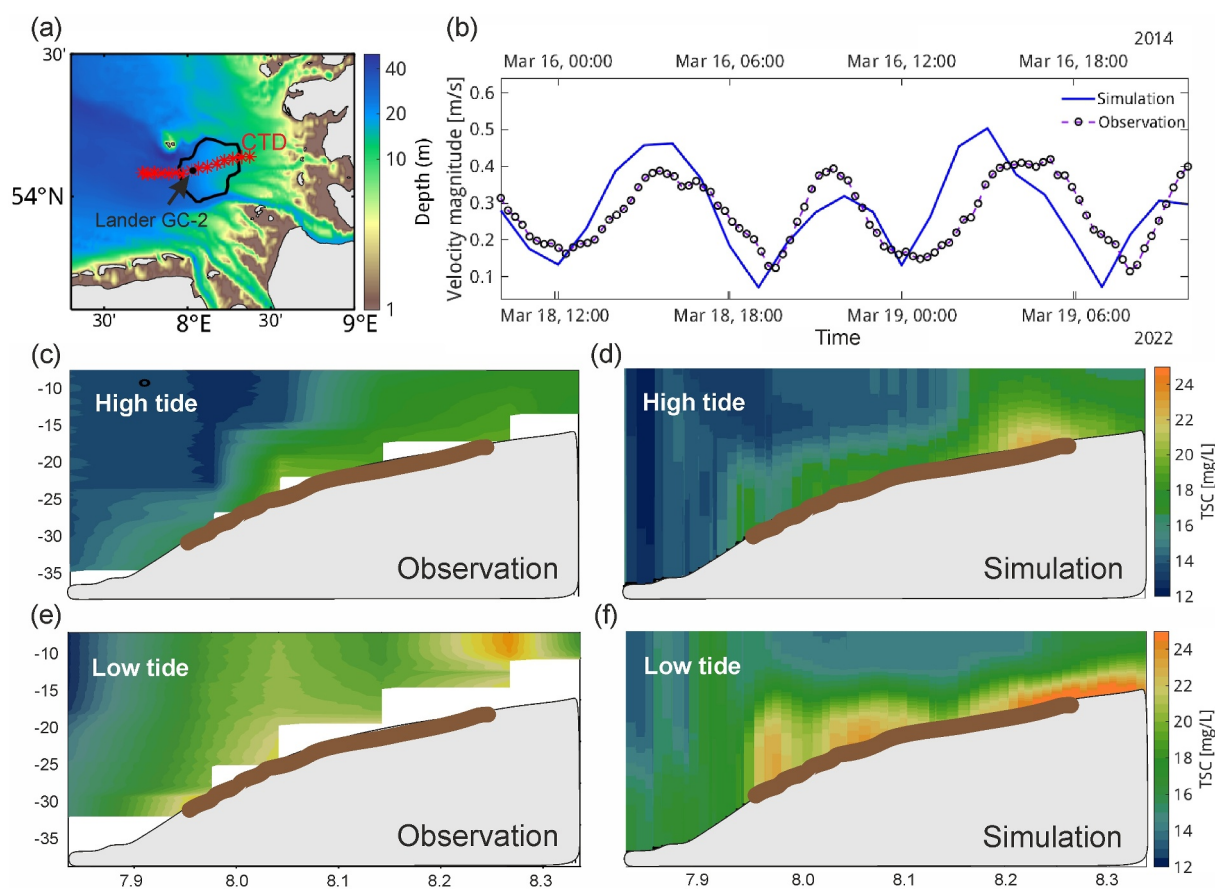 (a)
30'
54°N
CTD
Lander GC-2
30'
8°E
30'
9°E
40
20
10
1
Depth (m)
(b)
2014
Mar 16, 00:00
Mar 16, 06:00
Mar 16, 12:00
Mar 16, 18:00
0.6
0.5
0.4
0.3
0.2
0.1
Velocity magnitude [m/s]
Simulation
Observation
Mar 18, 12:00
Mar 18, 18:00
Mar 19, 00:00
Mar 19, 06:00
Time
2022
(c)
High tide
-10
-15
-20
-25
-30
-35
Observation
(d)
High tide
Simulation
24
22
20
18
16
14
12
TSC [mg/L]
(e)
Low tide
-10
-15
-20
-25
-30
-35
Observation
7.9
8.0
8.1
8.2
8.3
(f)
Low tide
Simulation
7.9
8.0
8.1
8.2
8.3
24
22
20
18
16
14
12
TSC [mg/L]